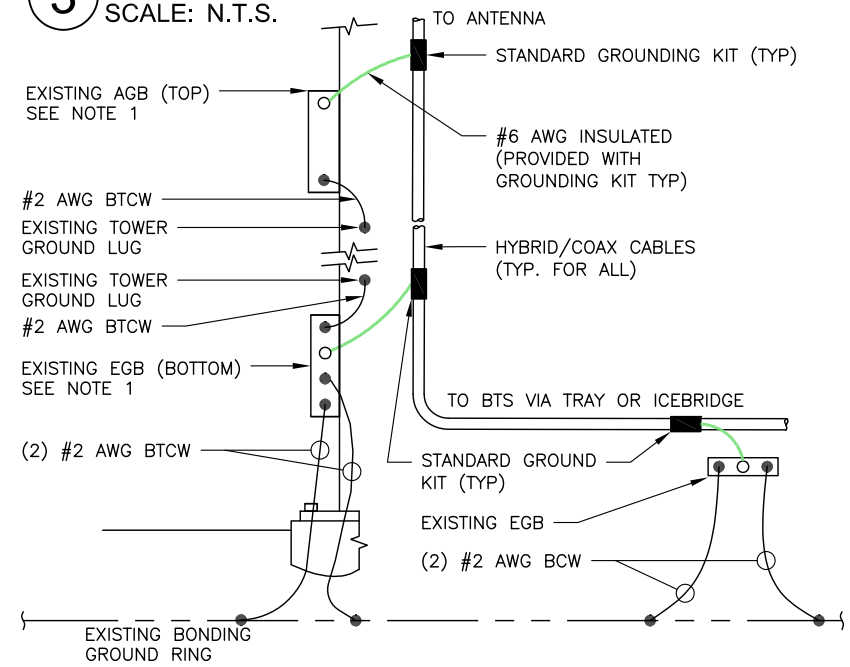 SCALE: N.T.S.
TO ANTENNA
STANDARD GROUNDING KIT (TYP)
EXISTING AGB (TOP)
SEE NOTE 1
#6 AWG INSULATED
(PROVIDED WITH
GROUNDING KIT TYP)
#2 AWG BTCW
EXISTING TOWER
GROUND LUG
HYBRID/COAX CABLES
(TYP. FOR ALL)
EXISTING TOWER
GROUND LUG
#2 AWG BTCW
EXISTING EGB (BOTTOM)
SEE NOTE 1
TO BTS VIA TRAY OR ICEBRIDGE
(2) #2 AWG BTCW
STANDARD GROUND
KIT (TYP)
EXISTING EGB
(2) #2 AWG BCW
EXISTING BONDING
GROUND RING